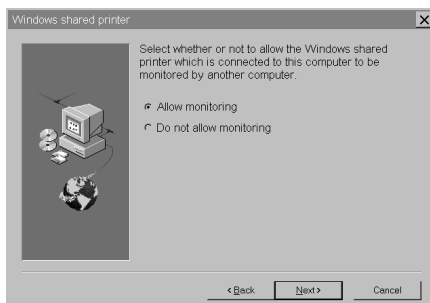 Windows shared printer
Select whether or not to allow the Windows shared
printer which is connected to this computer to be
monitored by another computer.
Allow monitoring
Do not allow monitoring
< Back
Next >
Cancel